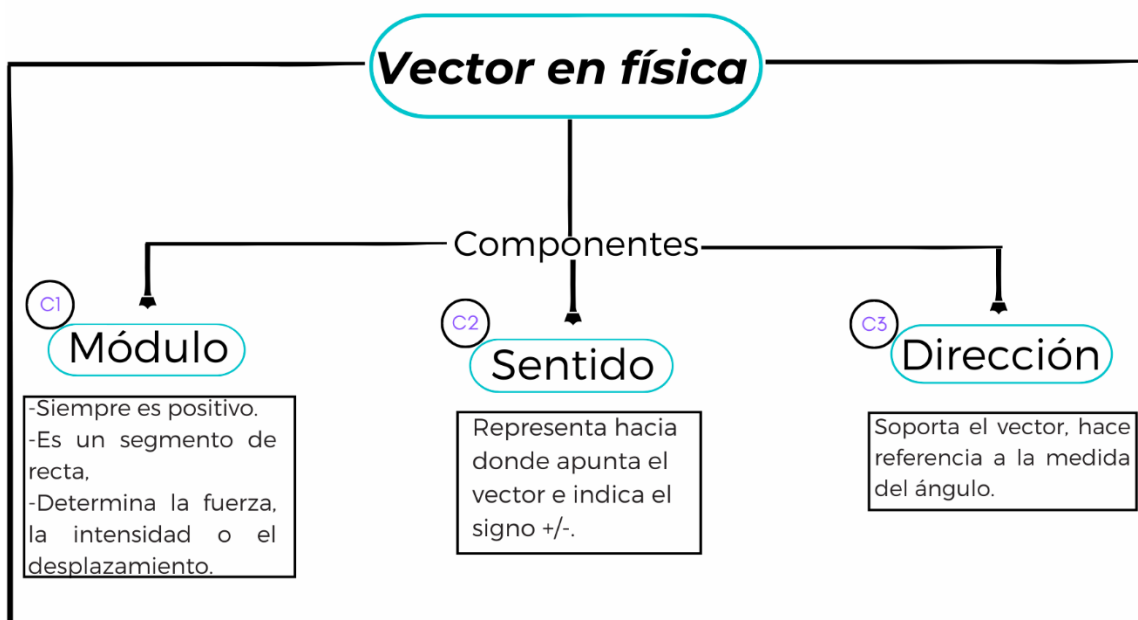 Vector en física
Componentes
C1
Módulo
-Siempre es positivo.
-Es un segmento de
recta,
-Determina la fuerza,
la intensidad o el
desplazamiento.
C2
Sentido
Representa hacia
donde apunta el
vector e indica el
signo +/-.
C3
Dirección
Soporta el vector, hace
referencia a la medida
del ángulo.